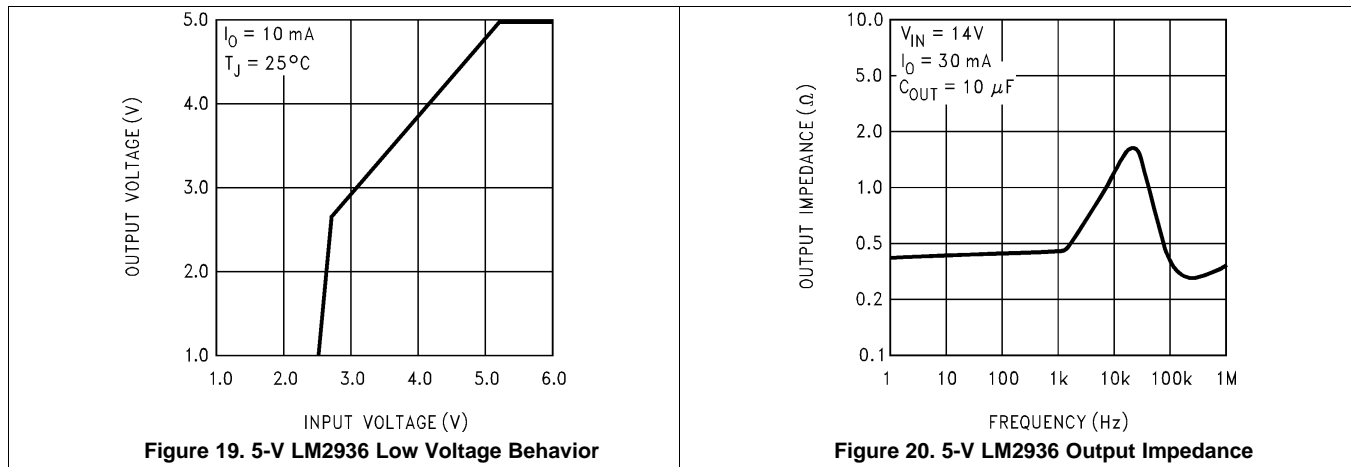 5.0
4.0
3.0
2.0
1.0
OUTPUT VOLTAGE (V)
I_O = 10 mA
T_J = 25°C
1.0 2.0 3.0 4.0 5.0 6.0
INPUT VOLTAGE (V)
Figure 19. 5-V LM2936 Low Voltage Behavior
10.0
5.0
2.0
1.0
0.5
0.2
0.1
OUTPUT IMPEDANCE (Ω)
V_IN = 14V
I_O = 30 mA
C_OUT = 10 μF
1 10 100 1k 10k 100k 1M
FREQUENCY (Hz)
Figure 20. 5-V LM2936 Output Impedance